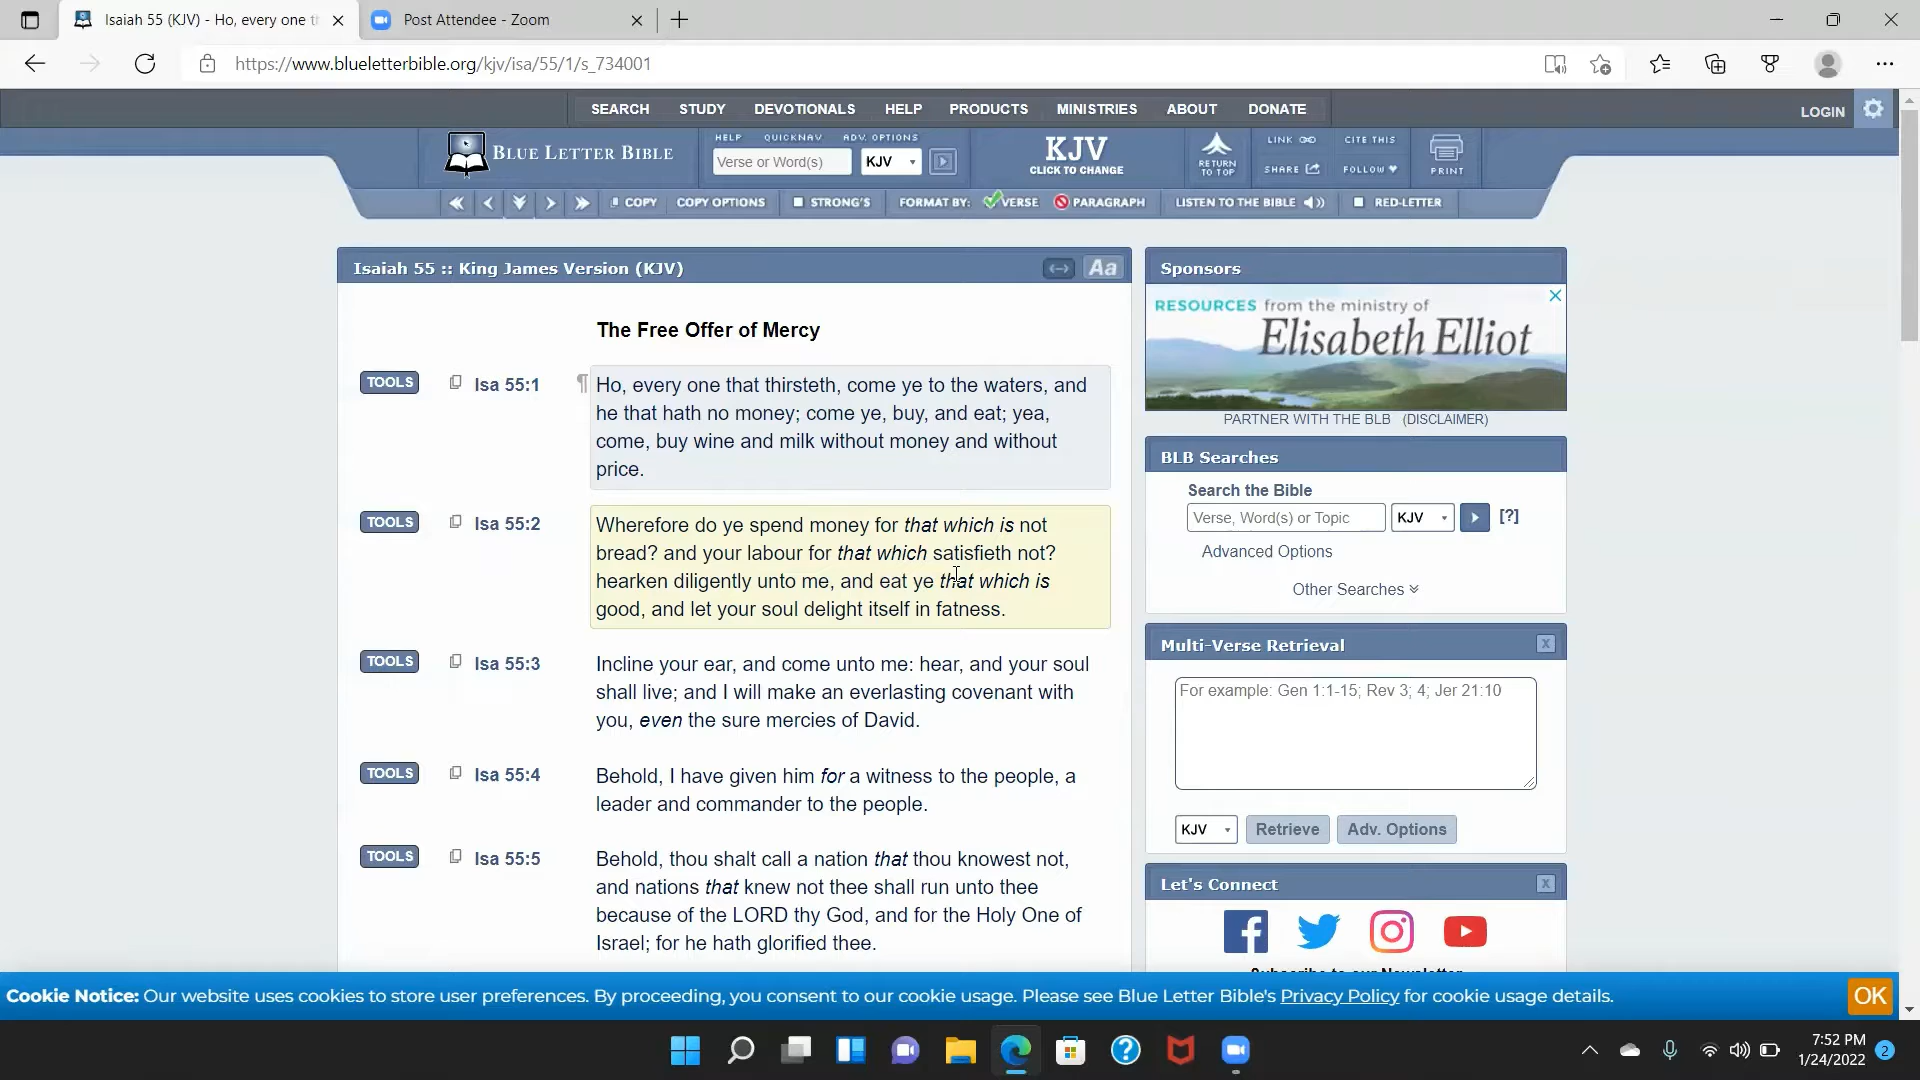 Isaiah 55 (KJV) - Ho, every one th
Post Attendee - Zoom
https://www.blueletterbible.org/kjv/isa/55/1/s_734001
SEARCH STUDY DEVOTIONALS HELP PRODUCTS MINISTRIES ABOUT DONATE
LOGIN
HELP QUICKNAV ADV. OPTIONS
BLUE LETTER BIBLE
Verse or Word(s)
KJV
KJV
CLICK TO CHANGE
RETURN
TO TOP
LINK
CITE THIS
SHARE
FOLLOW
PRINT
COPY COPY OPTIONS STRONG'S FORMAT BY: VERSE PARAGRAPH LISTEN TO THE BIBLE RED-LETTER
Isaiah 55 :: King James Version (KJV)
Aa
The Free Offer of Mercy
TOOLS Isa 55:1 ¶ Ho, every one that thirsteth, come ye to the waters, and
he that hath no money; come ye, buy, and eat; yea,
come, buy wine and milk without money and without
price.
TOOLS Isa 55:2 Wherefore do ye spend money for that which is not
bread? and your labour for that which satisfieth not?
hearken diligently unto me, and eat ye that which is
good, and let your soul delight itself in fatness.
TOOLS Isa 55:3 Incline your ear, and come unto me: hear, and your soul
shall live; and I will make an everlasting covenant with
you, even the sure mercies of David.
TOOLS Isa 55:4 Behold, I have given him for a witness to the people, a
leader and commander to the people.
TOOLS Isa 55:5 Behold, thou shalt call a nation that thou knowest not,
and nations that knew not thee shall run unto thee
because of the LORD thy God, and for the Holy One of
Israel; for he hath glorified thee.
Sponsors
RESOURCES from the ministry of
Elisabeth Elliot
PARTNER WITH THE BLB (DISCLAIMER)
BLB Searches
Search the Bible
Verse, Word(s) or Topic KJV [?]
Advanced Options
Other Searches
Multi-Verse Retrieval X
For example: Gen 1:1-15; Rev 3; 4; Jer 21:10
KJV Retrieve Adv. Options
Let's Connect X
Subscribe to our Newsletter
Cookie Notice: Our website uses cookies to store user preferences. By proceeding, you consent to our cookie usage. Please see Blue Letter Bible's Privacy Policy for cookie usage details.
OK
7:52 PM
1/24/2022
2